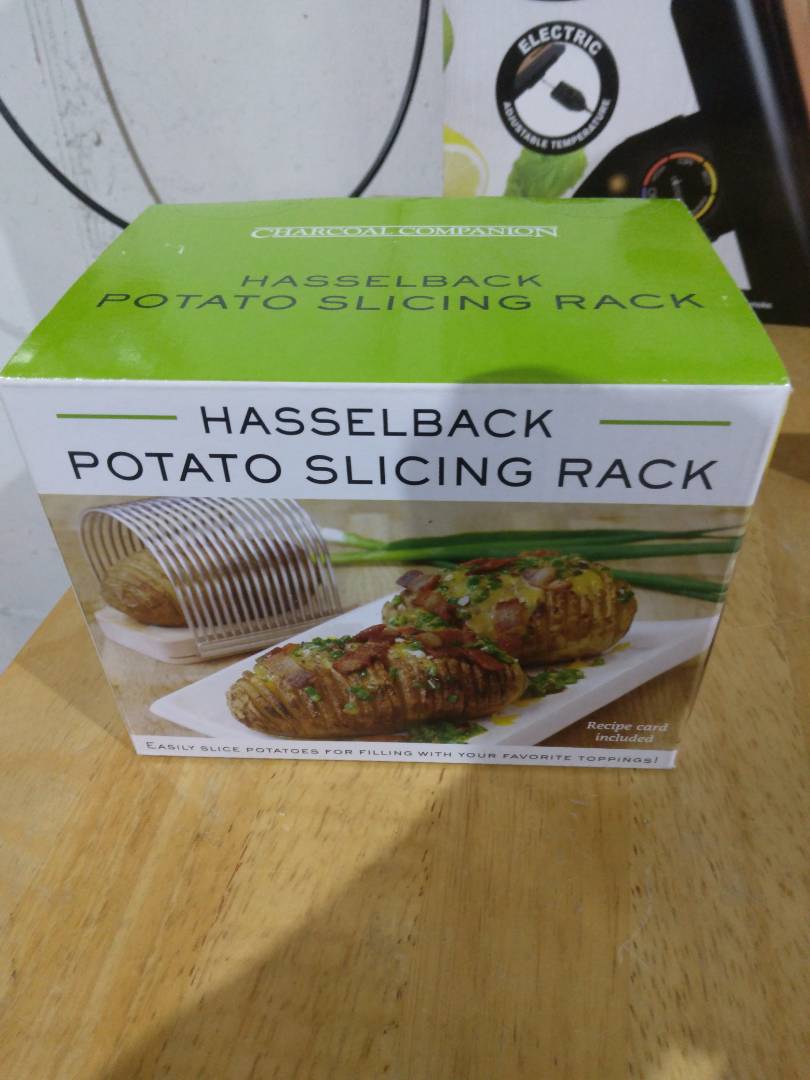 ELECTRIC
ADJUSTABLE TEMPERATURE
CHARCOAL COMPANION
HASSELBACK
POTATO SLICING RACK
HASSELBACK
POTATO SLICING RACK
Recipe card
included
EASILY SLICE POTATOES FOR FILLING WITH YOUR FAVORITE TOPPINGS!